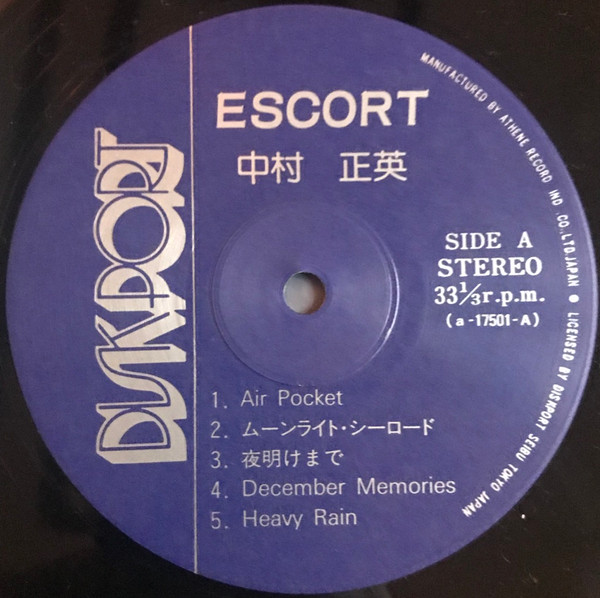 DISKPORT
ESCORT
中村 正英
SIDE A
STEREO
33⅓r.p.m.
(a-17501-A)
1. Air Pocket
2. ムーンライト・シーロード
3. 夜明けまで
4. December Memories
5. Heavy Rain
MANUFACTURED BY ATHENE RECORD IND.CO.,LTD.JAPAN ● LICENSED BY DISKPORT SEIBU TOKYO JAPAN